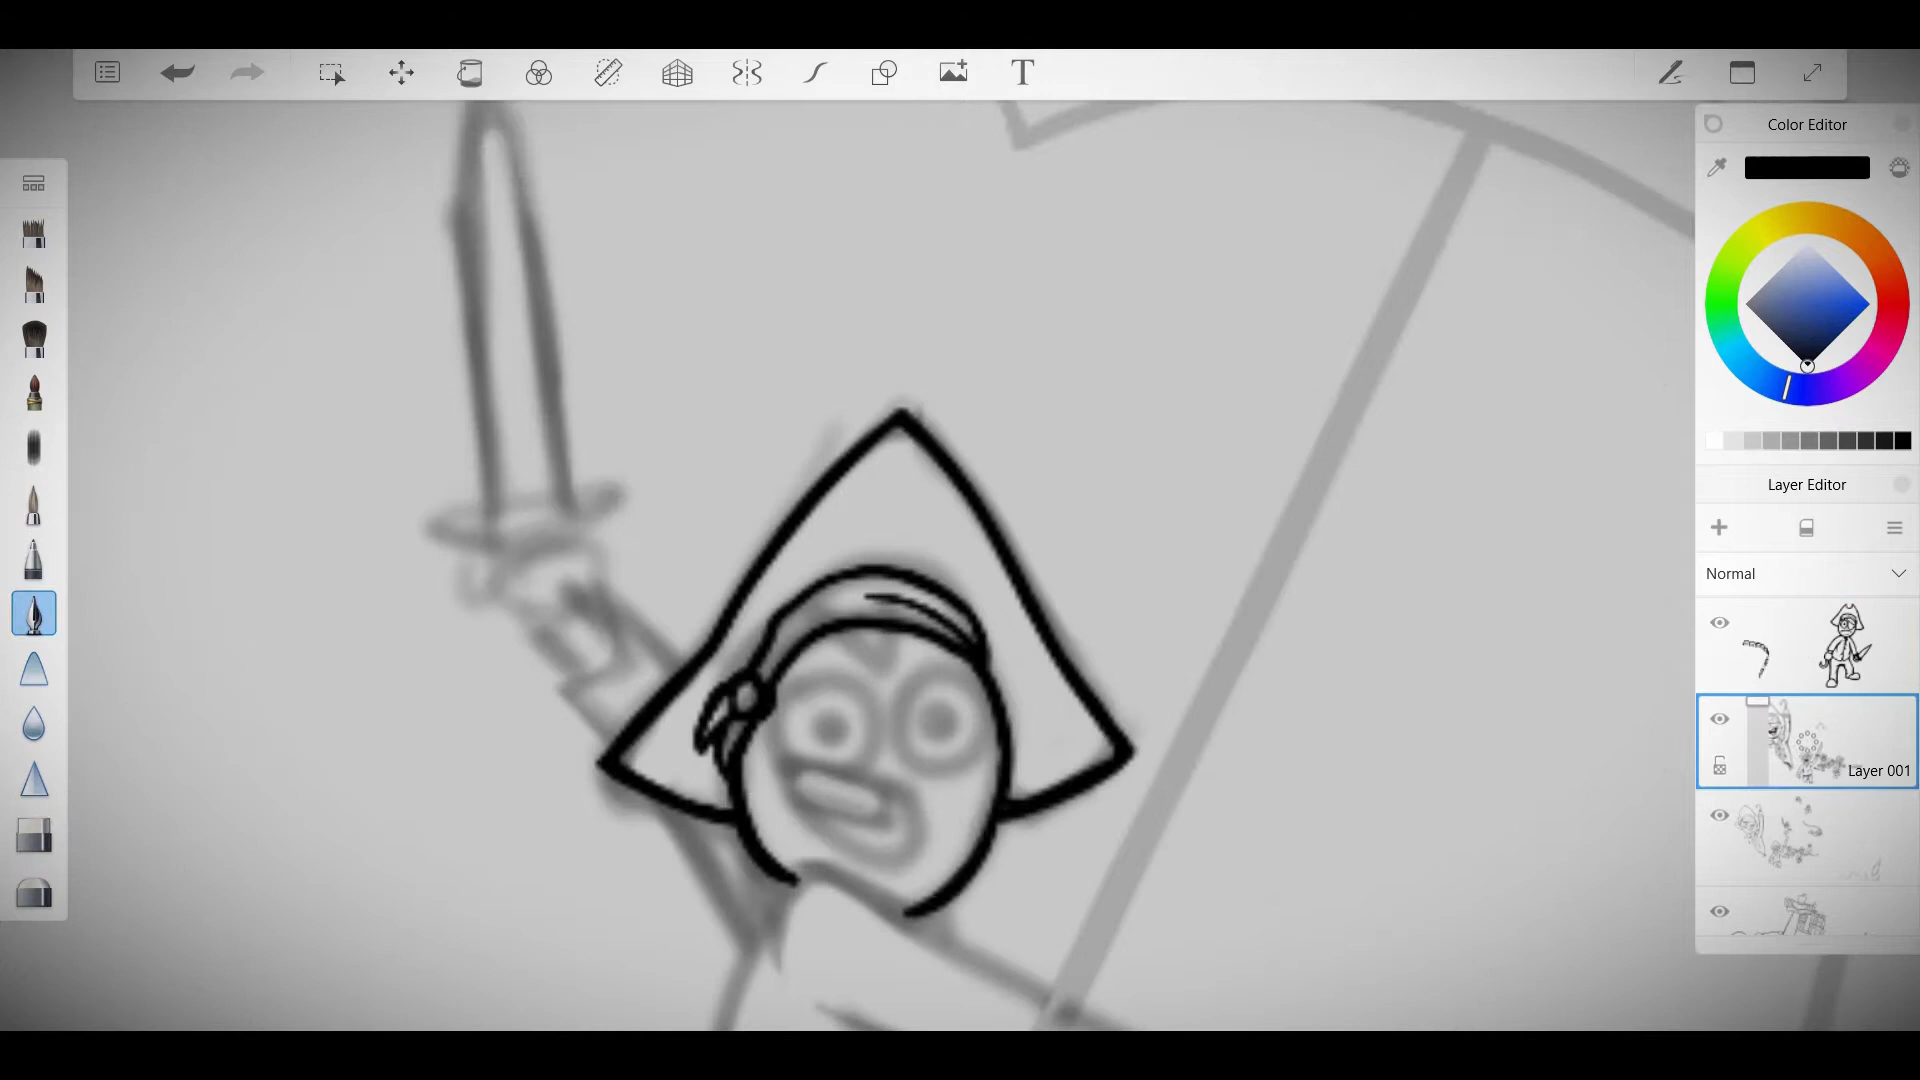 T
Color Editor
Layer Editor
Normal
Layer 001